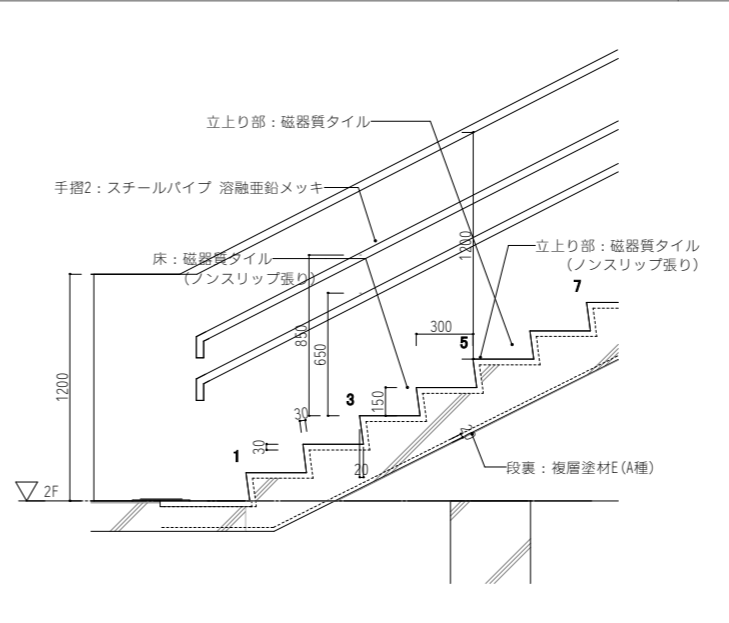 立上り部：磁器質タイル
手摺2：スチールパイプ 溶融亜鉛メッキ
1200
立上り部：磁器質タイル
(ノンスリップ張り)
床：磁器質タイル
(ノンスリップ張り)
7
850
650
300
5
1200
150
3
30
30
1
20
15
段裏：複層塗材E(A種)
2F